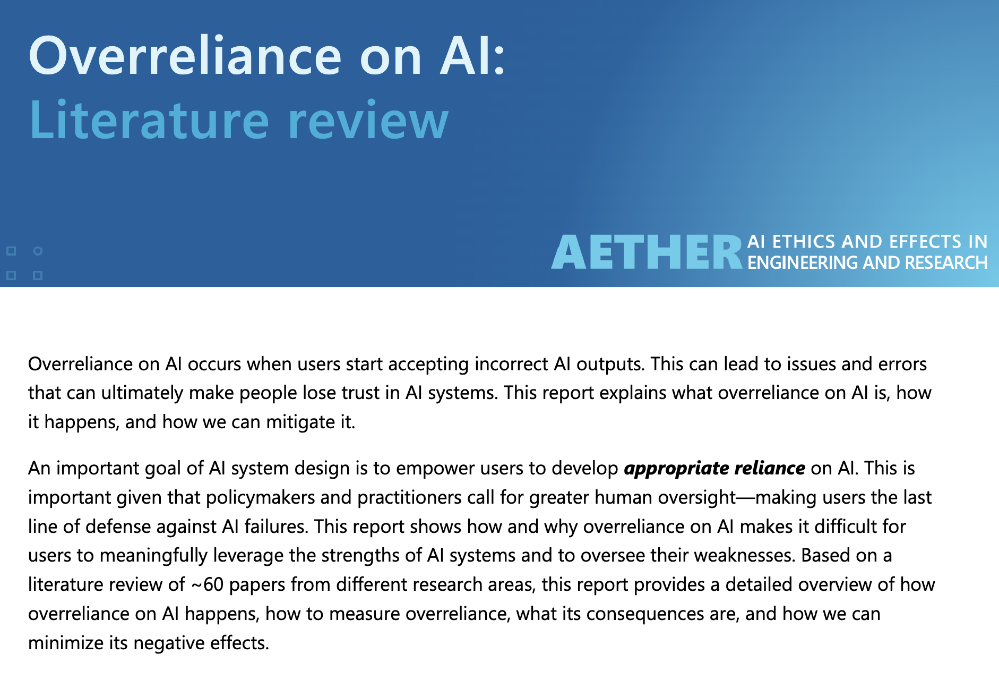 Overreliance on AI:
Literature review
AETHER AI ETHICS AND EFFECTS IN
ENGINEERING AND RESEARCH
Overreliance on AI occurs when users start accepting incorrect AI outputs. This can lead to issues and errors
that can ultimately make people lose trust in AI systems. This report explains what overreliance on AI is, how
it happens, and how we can mitigate it.
An important goal of AI system design is to empower users to develop appropriate reliance on AI. This is
important given that policymakers and practitioners call for greater human oversight—making users the last
line of defense against AI failures. This report shows how and why overreliance on AI makes it difficult for
users to meaningfully leverage the strengths of AI systems and to oversee their weaknesses. Based on a
literature review of ~60 papers from different research areas, this report provides a detailed overview of how
overreliance on AI happens, how to measure overreliance, what its consequences are, and how we can
minimize its negative effects.